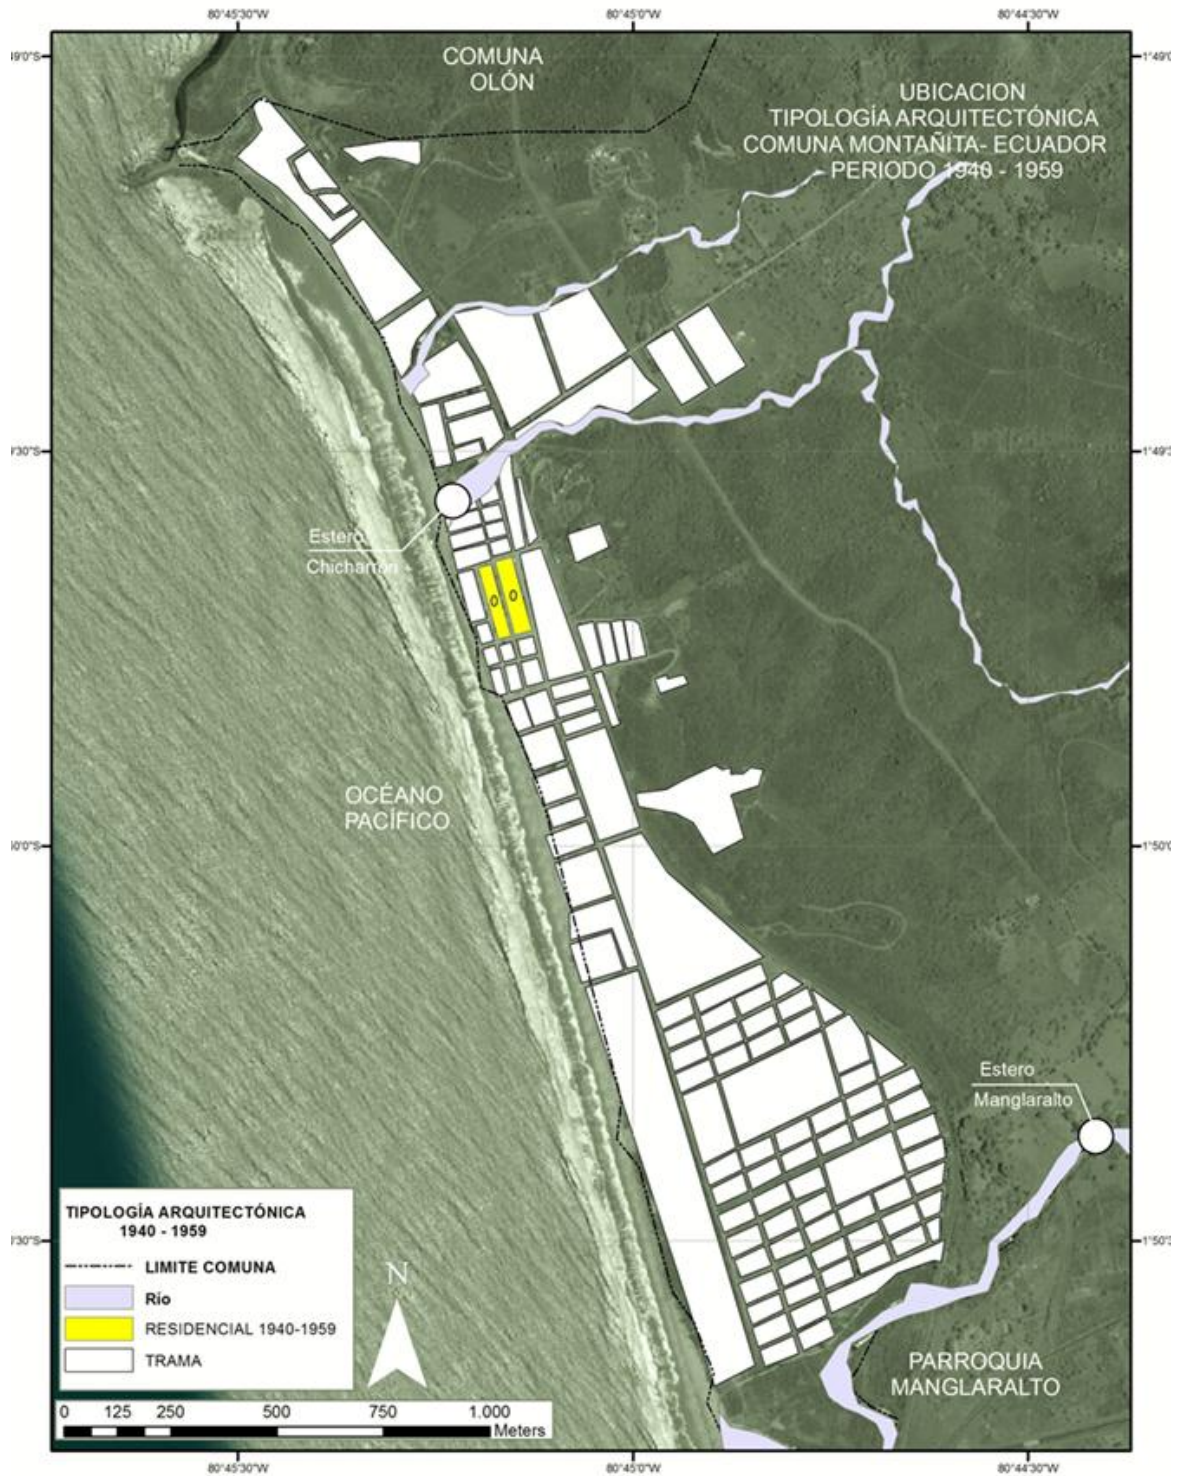 80°45'30"W
80°45'0"W
80°44'30"W
COMUNA
OLÓN
UBICACION
TIPOLOGÍA ARQUITECTÓNICA
COMUNA MONTAÑITA- ECUADOR
PERIODO 1940 - 1959
Estero
Chicharrón
OCÉANO
PACÍFICO
Estero
Manglaralto
TIPOLOGÍA ARQUITECTÓNICA
1940 - 1959
LIMITE COMUNA
Río
RESIDENCIAL 1940-1959
TRAMA
N
PARROQUIA
MANGLARALTO
0 125 250 500 750 1.000
Meters
80°45'30"W
80°45'0"W
80°44'30"W